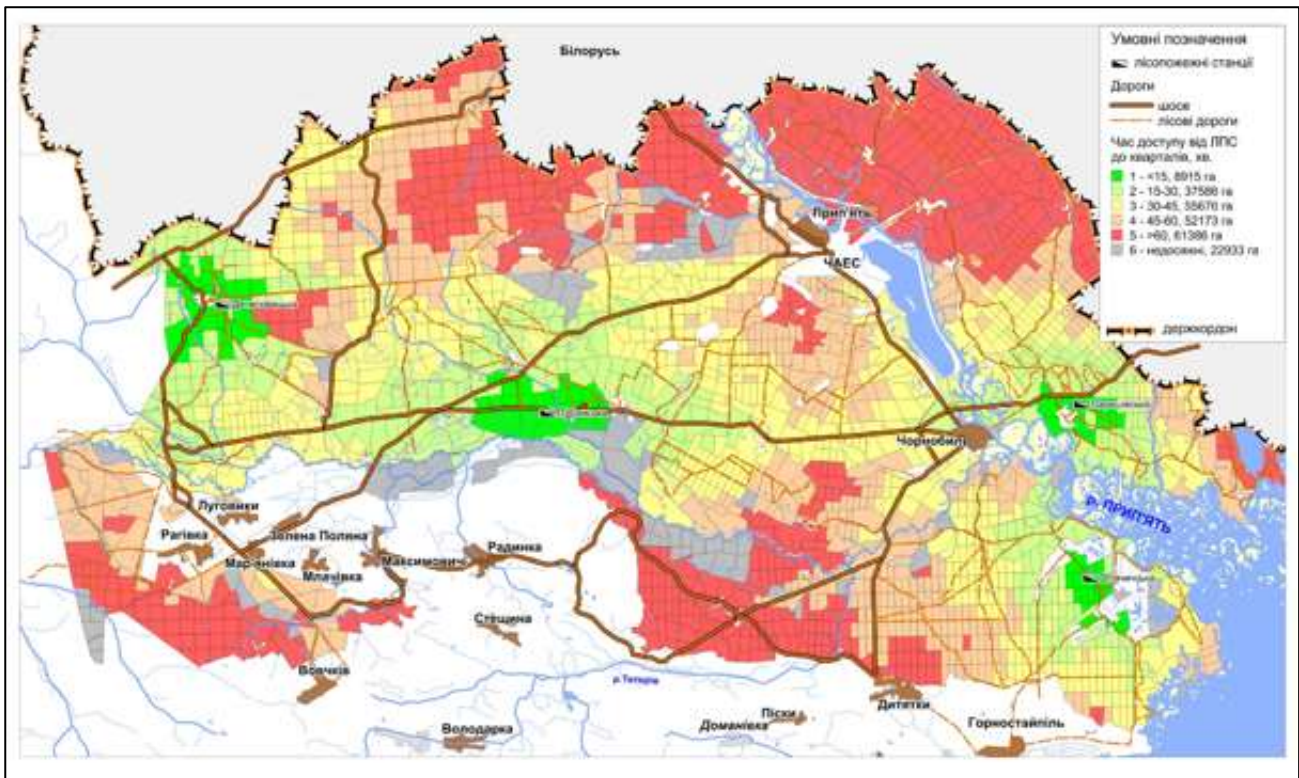 Білорусь
Умовні позначення
лісопожежні станції
Дороги
шосе
лісові дороги
Час доступу від ЛПС
до кварталів, хв.
1 - <15, 8915 га
2 - 15-30, 37586 га
3 - 30-45, 35676 га
4 - 45-60, 52173 га
5 - >60, 61386 га
6 - недосяжні, 22933 га
держкордон
Прип'ять
ЧАЕС
Чорнобиль
р. ПРИП'ЯТЬ
Луговики
Рагівка
Зелена Поляна
Мар'янівка
Млачівка
Максимовичі
Радинка
Стещина
Вовчків
р. Тетерів
Володарка
Піски
Доманівка
Дитятки
Горностайпіль